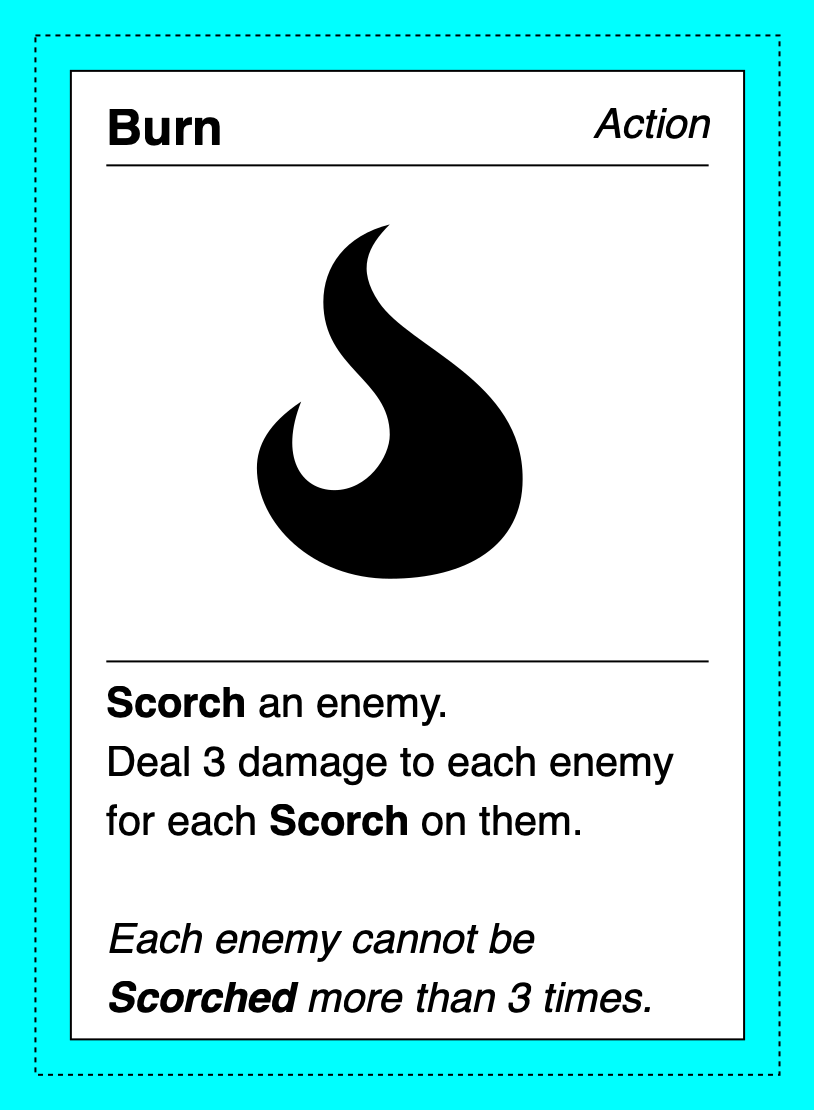 Burn
Action
Scorch an enemy.
Deal 3 damage to each enemy
for each Scorch on them.
Each enemy cannot be
Scorched more than 3 times.